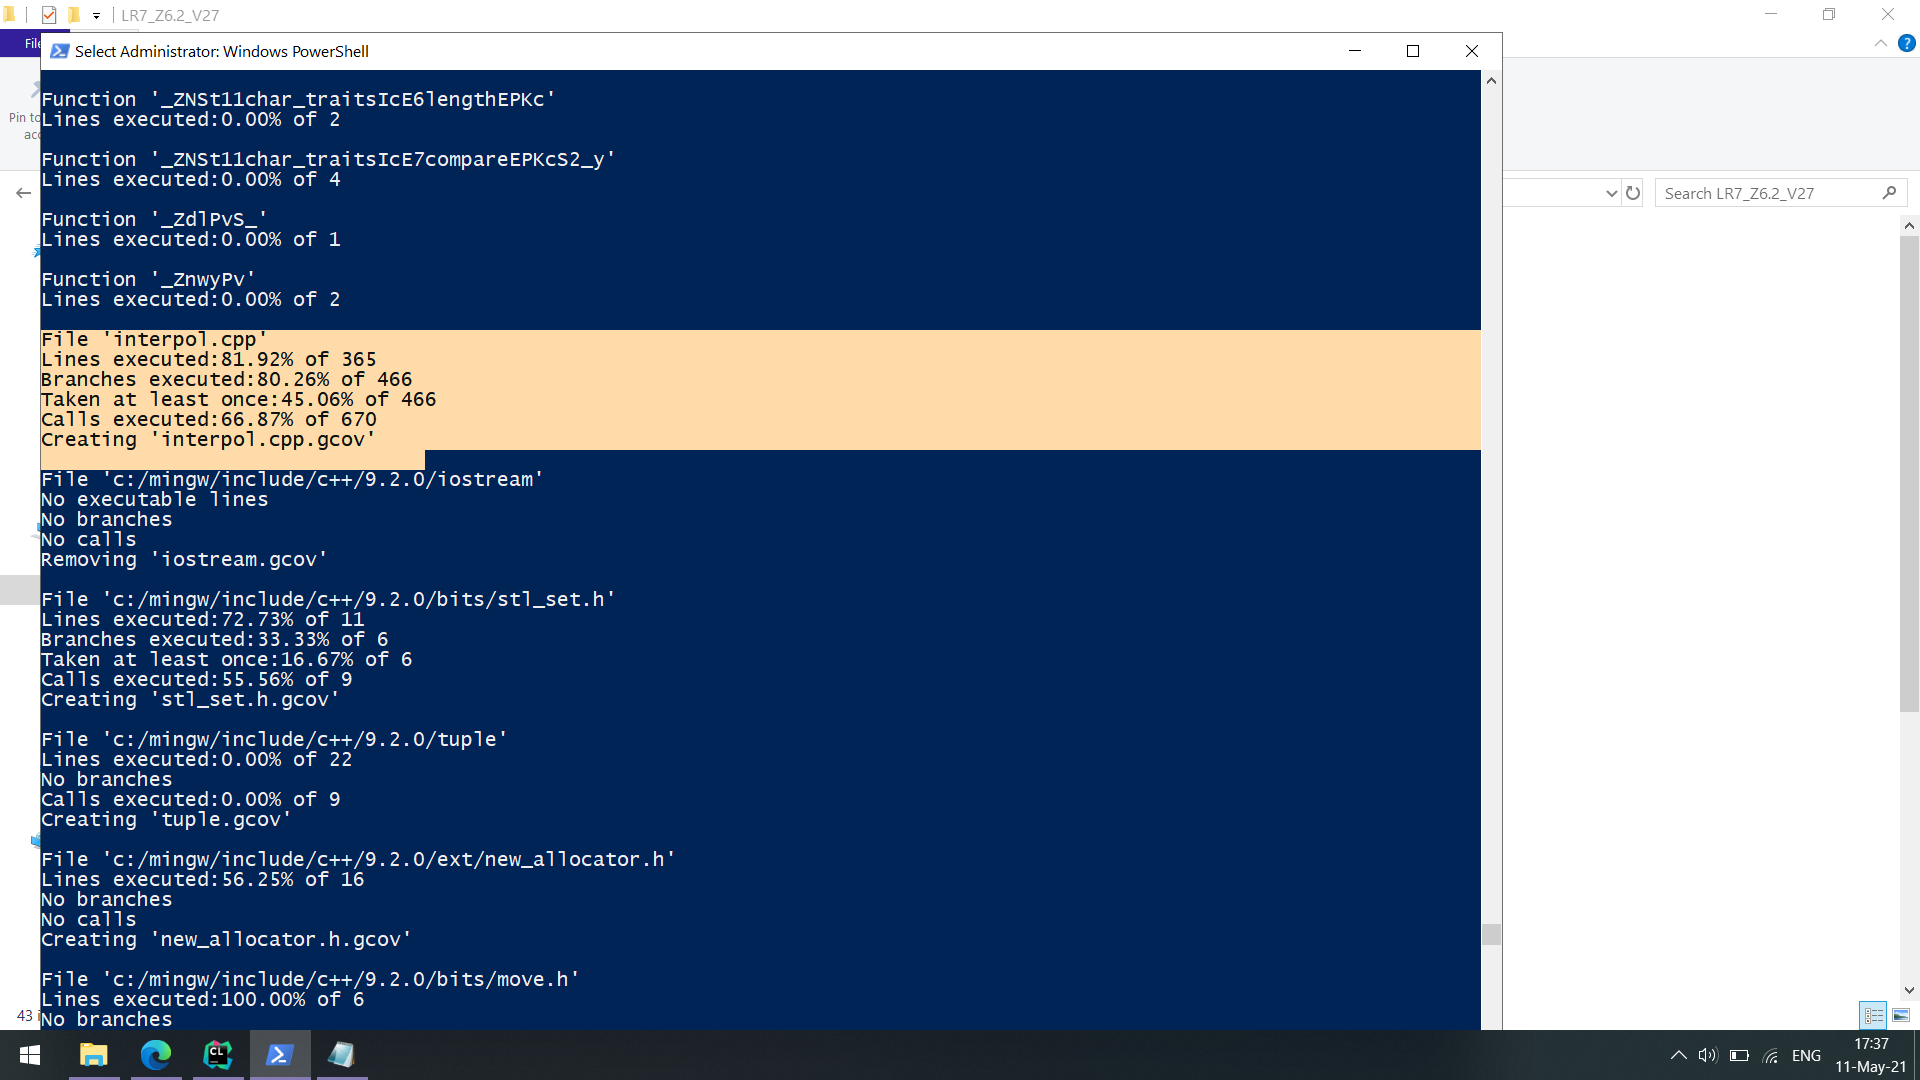 LR7_Z6.2_V27
File
Select Administrator: Windows PowerShell
Pin to
Search LR7_Z6.2_V27
Function '_ZNSt11char_traitsIcE6lengthEPKc'
Lines executed:0.00% of 2
Function '_ZNSt11char_traitsIcE7compareEPKcS2_y'
Lines executed:0.00% of 4
Function '_ZdlPvS_'
Lines executed:0.00% of 1
Function '_ZnwyPv'
Lines executed:0.00% of 2
File 'interpol.cpp'
Lines executed:81.92% of 365
Branches executed:80.26% of 466
Taken at least once:45.06% of 466
Calls executed:66.87% of 670
Creating 'interpol.cpp.gcov'
File 'c:/mingw/include/c++/9.2.0/iostream'
No executable lines
No branches
No calls
Removing 'iostream.gcov'
File 'c:/mingw/include/c++/9.2.0/bits/stl_set.h'
Lines executed:72.73% of 11
Branches executed:33.33% of 6
Taken at least once:16.67% of 6
Calls executed:55.56% of 9
Creating 'stl_set.h.gcov'
File 'c:/mingw/include/c++/9.2.0/tuple'
Lines executed:0.00% of 22
No branches
Calls executed:0.00% of 9
Creating 'tuple.gcov'
File 'c:/mingw/include/c++/9.2.0/ext/new_allocator.h'
Lines executed:56.25% of 16
No branches
No calls
Creating 'new_allocator.h.gcov'
File 'c:/mingw/include/c++/9.2.0/bits/move.h'
Lines executed:100.00% of 6
No branches
43
CL
ENG
17:37
11-May-21